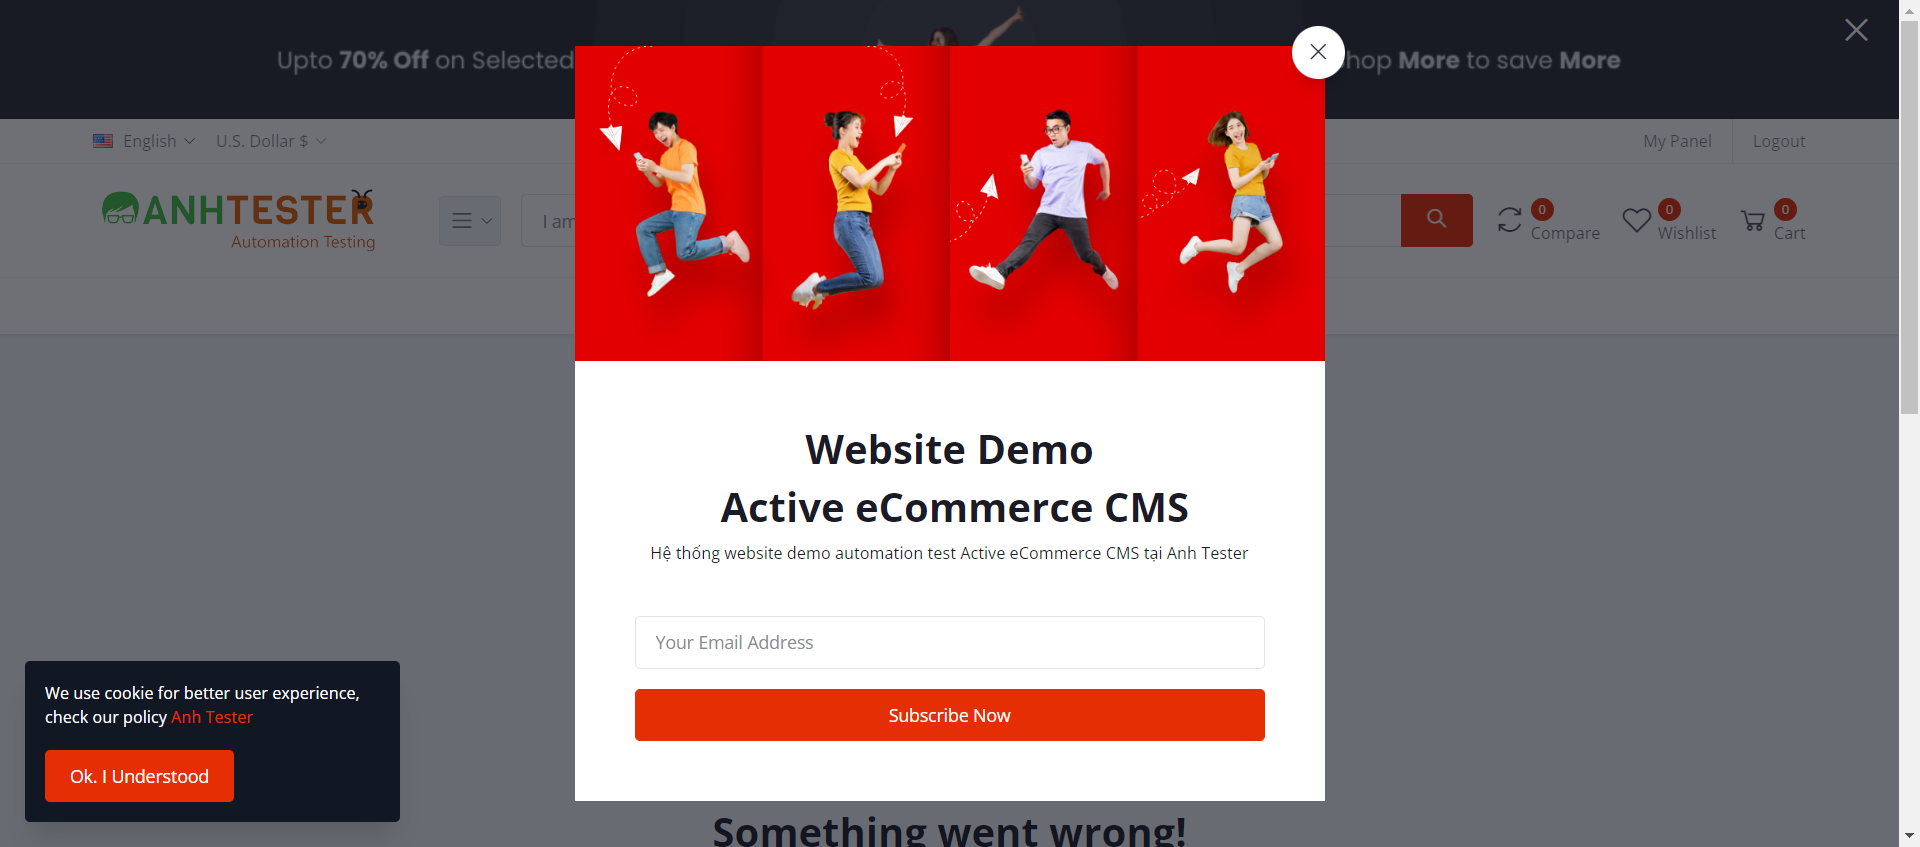 Upto 70% Off on Selected
hop More to save More
English
U.S. Dollar $
My Panel
Logout
ANHTESTER
Automation Testing
I am
0
Compare
0
Wishlist
0
Cart
Website Demo
Active eCommerce CMS
Hệ thống website demo automation test Active eCommerce CMS tại Anh Tester
Your Email Address
Subscribe Now
We use cookie for better user experience,
check our policy Anh Tester
Ok. I Understood
Something went wrong!